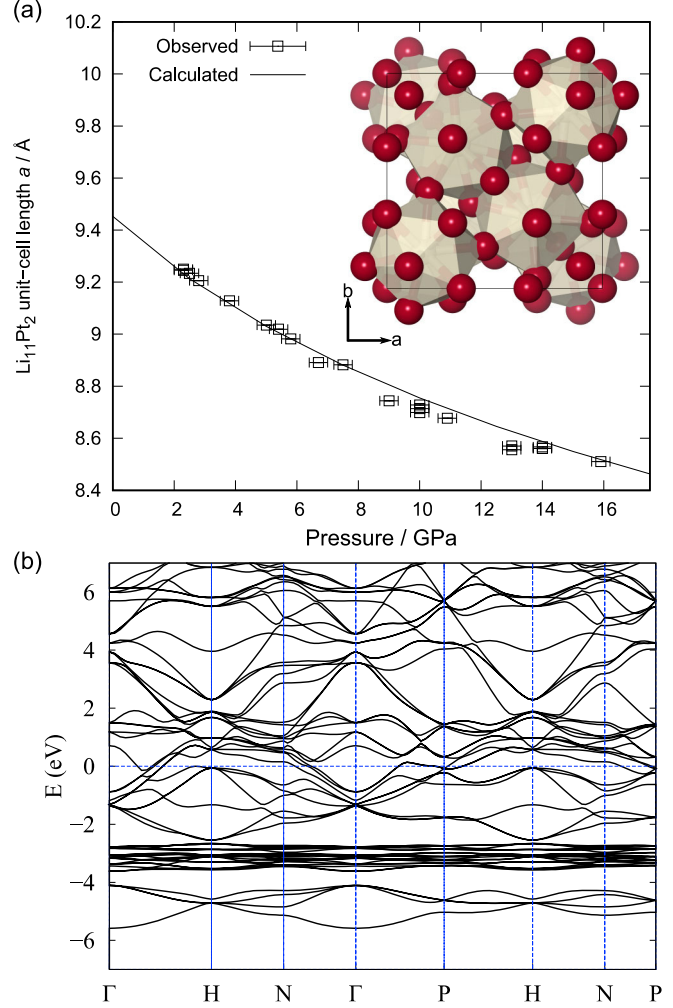 (a)
10.2
10
9.8
9.6
9.4
9.2
9
8.8
8.6
8.4
Li₁₁Pt₂ unit−cell length a / Å
Observed
Calculated
b
a
0 2 4 6 8 10 12 14 16
Pressure / GPa
(b)
6
4
2
0
−2
−4
−6
E (eV)
Γ H N Γ P H N P